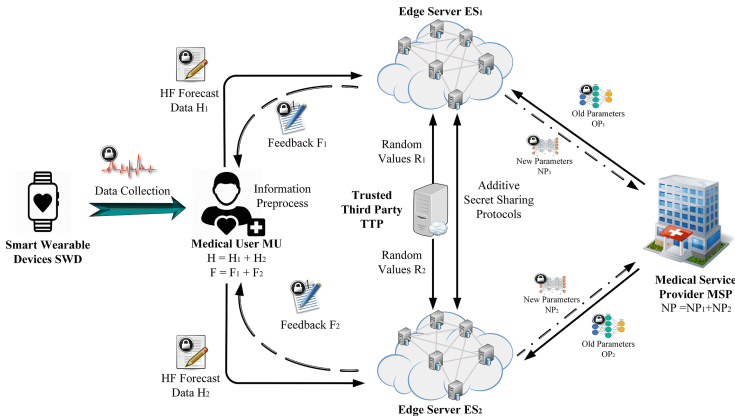 Edge Server ES₁
HF Forecast
Data H₁
Feedback F₁
Old Parameters
OP₁
New Parameters
NP₁
Random
Values R₁
Data Collection
Information
Preprocess
Trusted
Third Party
TTP
Additive
Secret Sharing
Protocols
Smart Wearable
Devices SWD
Medical User MU
H = H₁ + H₂
F = F₁ + F₂
Random
Values R₂
Medical Service
Provider MSP
NP =NP₁+NP₂
New Parameters
NP₂
Feedback F₂
Old Parameters
OP₂
HF Forecast
Data H₂
Edge Server ES₂